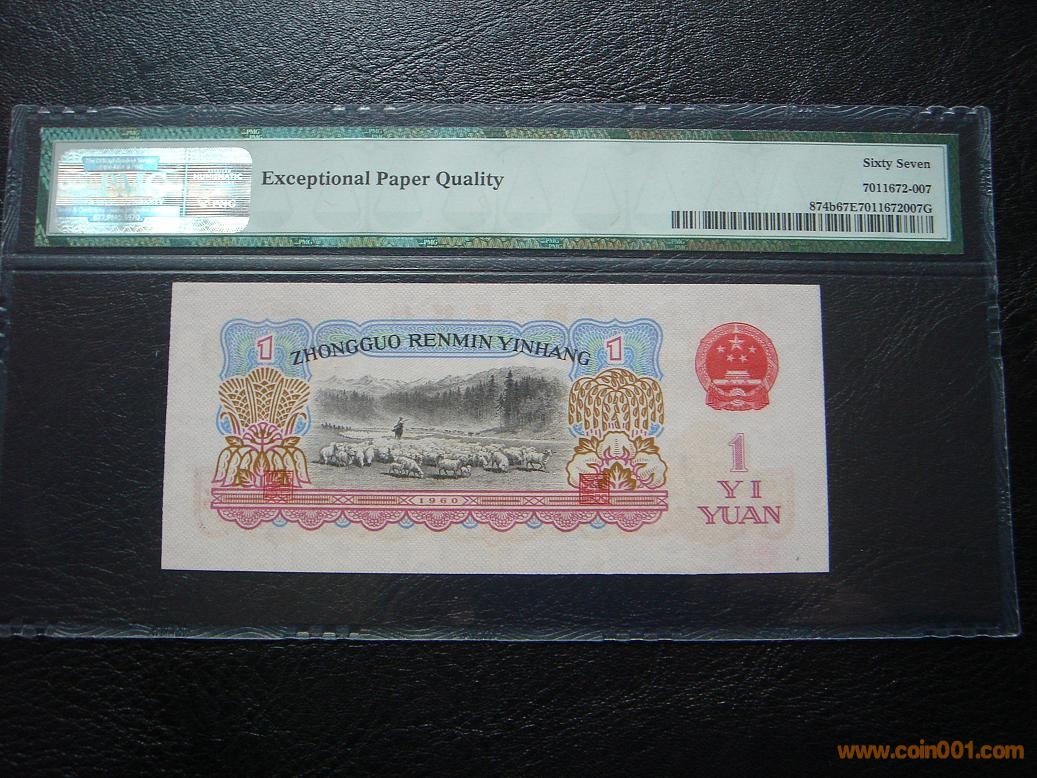 Exceptional Paper Quality
Sixty Seven
7011672-007
874b67E7011672007G
1
ZHONGGUO RENMIN YINHANG
1
1960
1
YI
YUAN
www.coin001.com